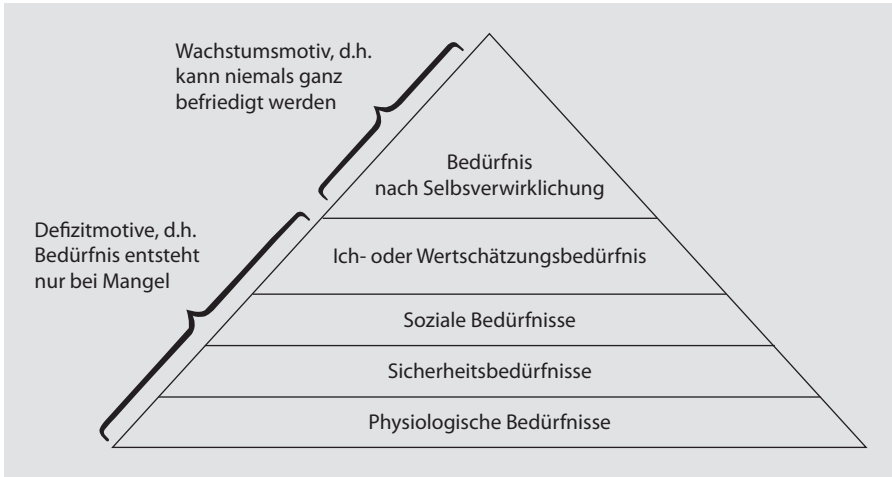 Wachstumsmotiv, d.h.
kann niemals ganz
befriedigt werden
Bedürfnis
nach Selbsverwirklichung
Defizitmotive, d.h.
Bedürfnis entsteht
nur bei Mangel
Ich- oder Wertschätzungsbedürfnis
Soziale Bedürfnisse
Sicherheitsbedürfnisse
Physiologische Bedürfnisse